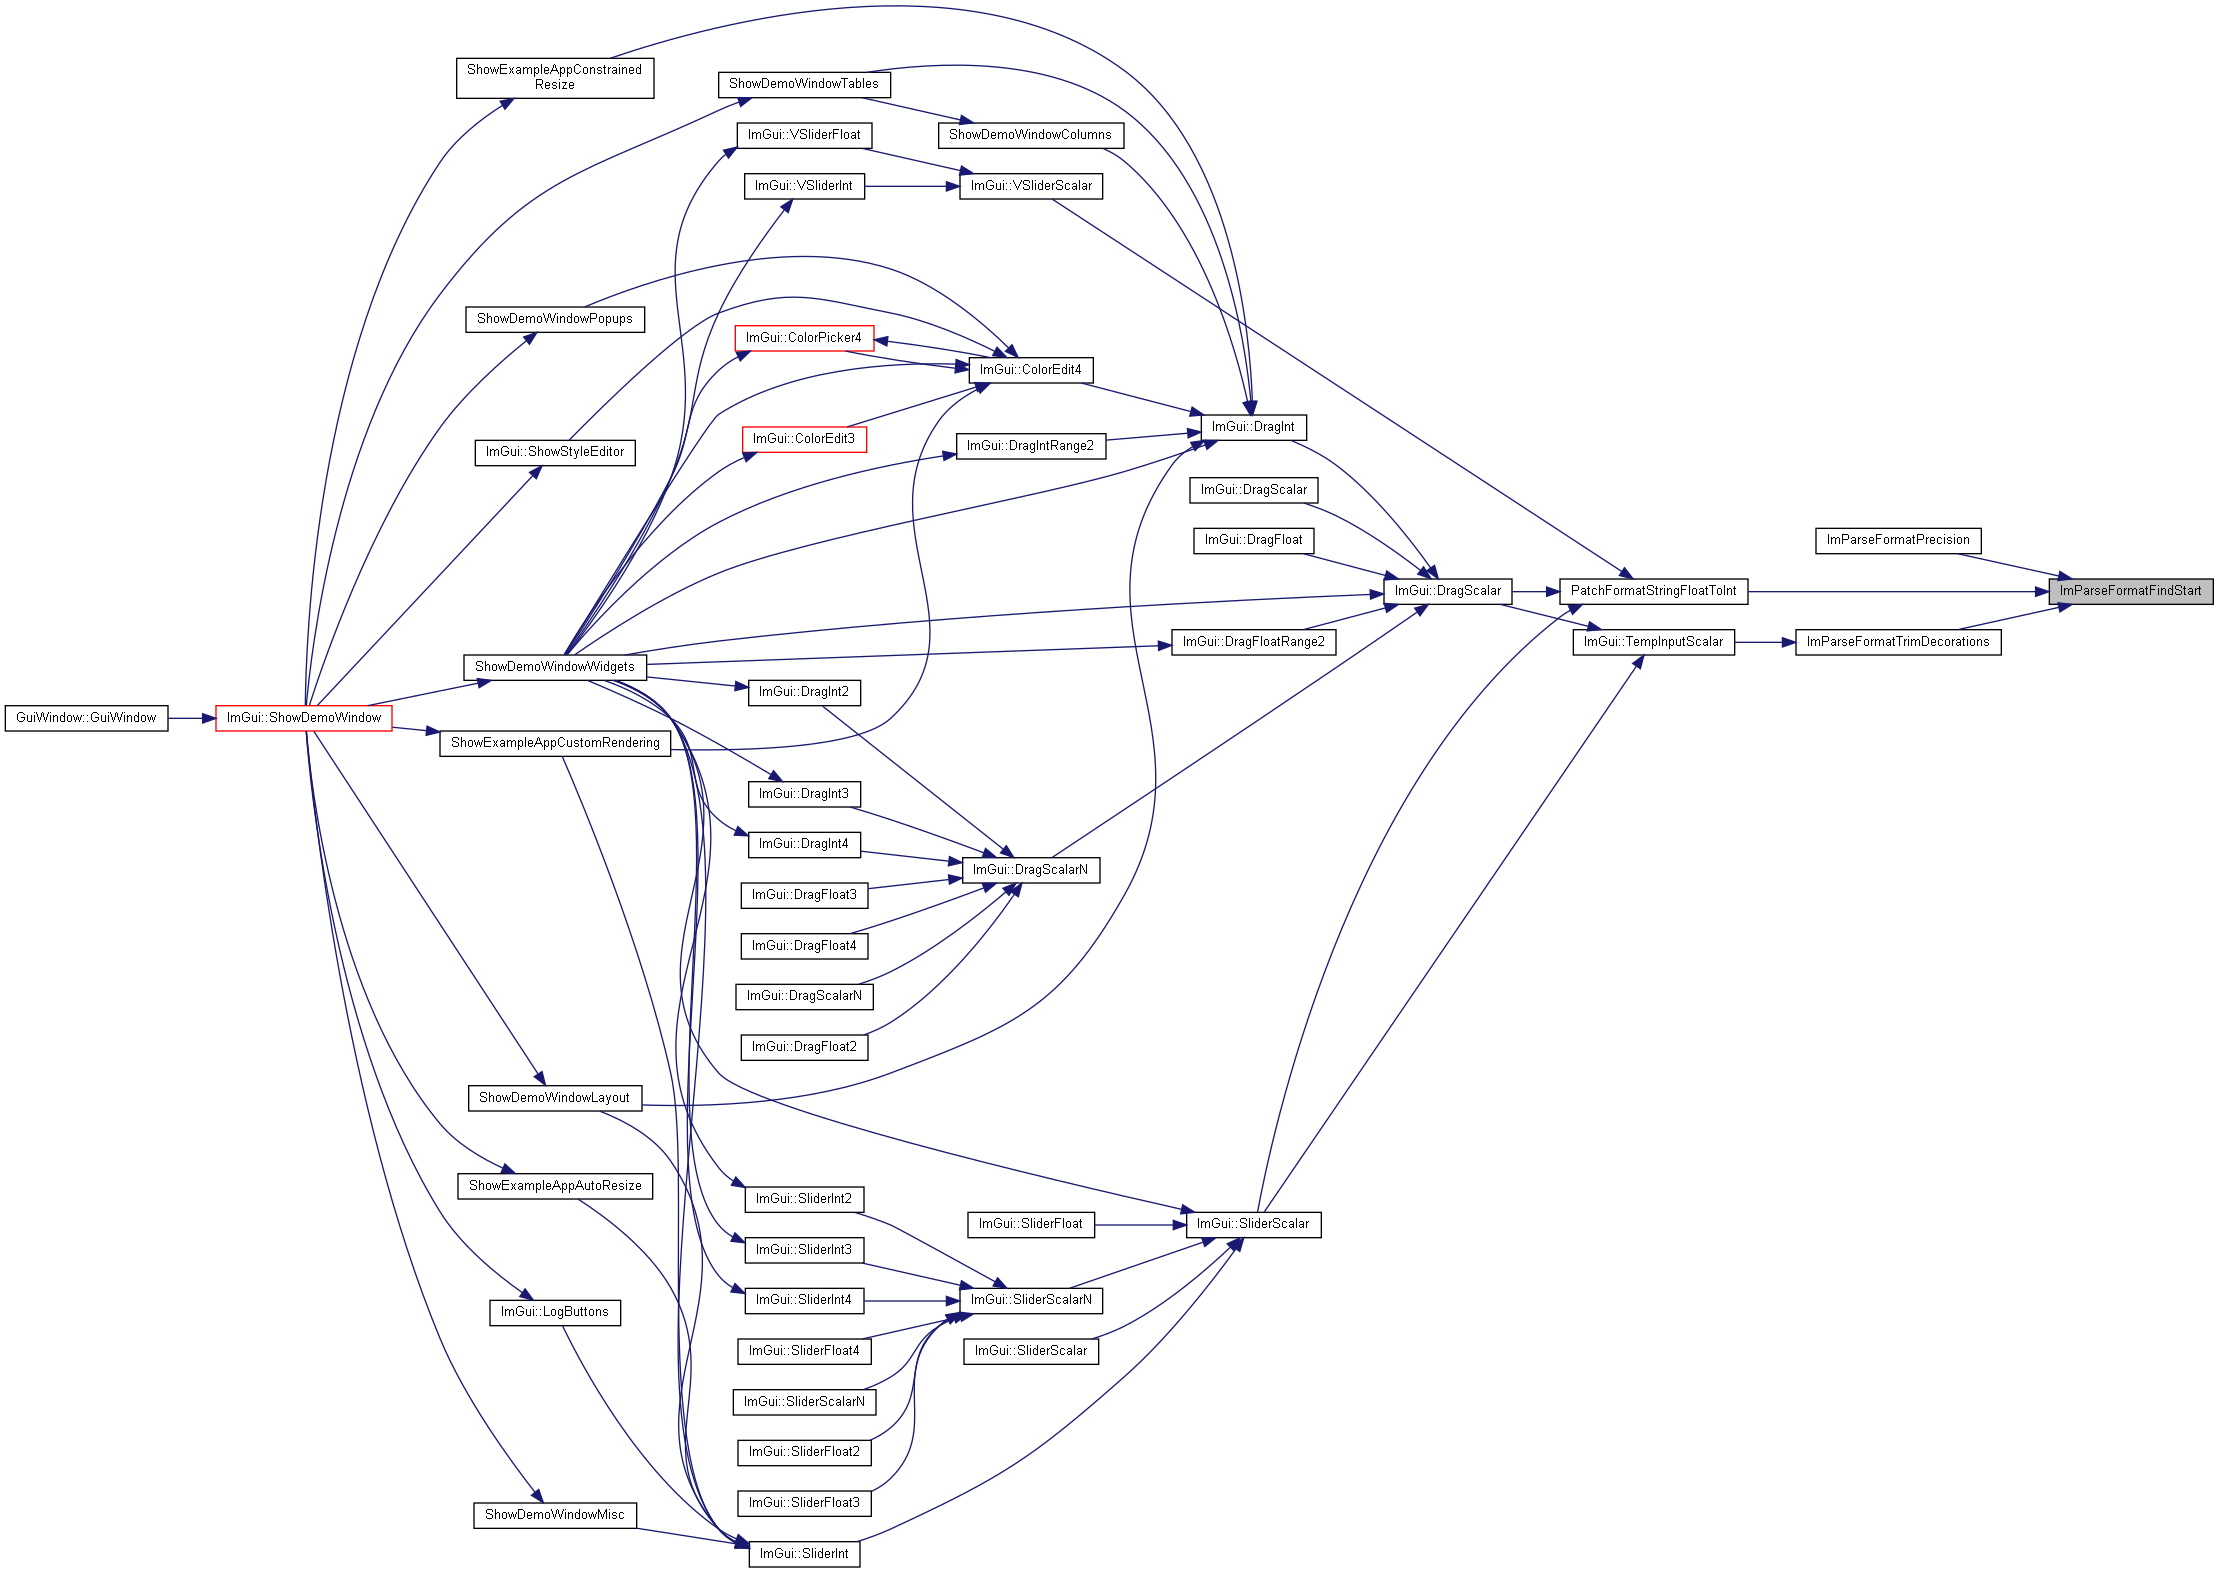 ShowExampleAppConstrained
Resize
ShowDemoWindowTables
ImGui::VSliderFloat
ShowDemoWindowColumns
ImGui::VSliderInt
ImGui::VSliderScalar
ShowDemoWindowPopups
ImGui::ColorPicker4
ImGui::ColorEdit4
ImGui::DragInt
ImGui::ColorEdit3
ImGui::DragIntRange2
ImGui::ShowStyleEditor
ImGui::DragScalar
ImGui::DragFloat
ImParseFormatPrecision
ImGui::DragScalar
PatchFormatStringFloatToInt
ImParseFormatFindStart
ImGui::DragFloatRange2
ImGui::TempInputScalar
ImParseFormatTrimDecorations
ShowDemoWindowWidgets
ImGui::DragInt2
GuiWindow::GuiWindow
ImGui::ShowDemoWindow
ShowExampleAppCustomRendering
ImGui::DragInt3
ImGui::DragInt4
ImGui::DragScalarN
ImGui::DragFloat3
ImGui::DragFloat4
ImGui::DragScalarN
ImGui::DragFloat2
ShowDemoWindowLayout
ShowExampleAppAutoResize
ImGui::SliderInt2
ImGui::SliderFloat
ImGui::SliderScalar
ImGui::SliderInt3
ImGui::SliderInt4
ImGui::SliderScalarN
ImGui::LogButtons
ImGui::SliderFloat4
ImGui::SliderScalar
ImGui::SliderScalarN
ImGui::SliderFloat2
ImGui::SliderFloat3
ShowDemoWindowMisc
ImGui::SliderInt